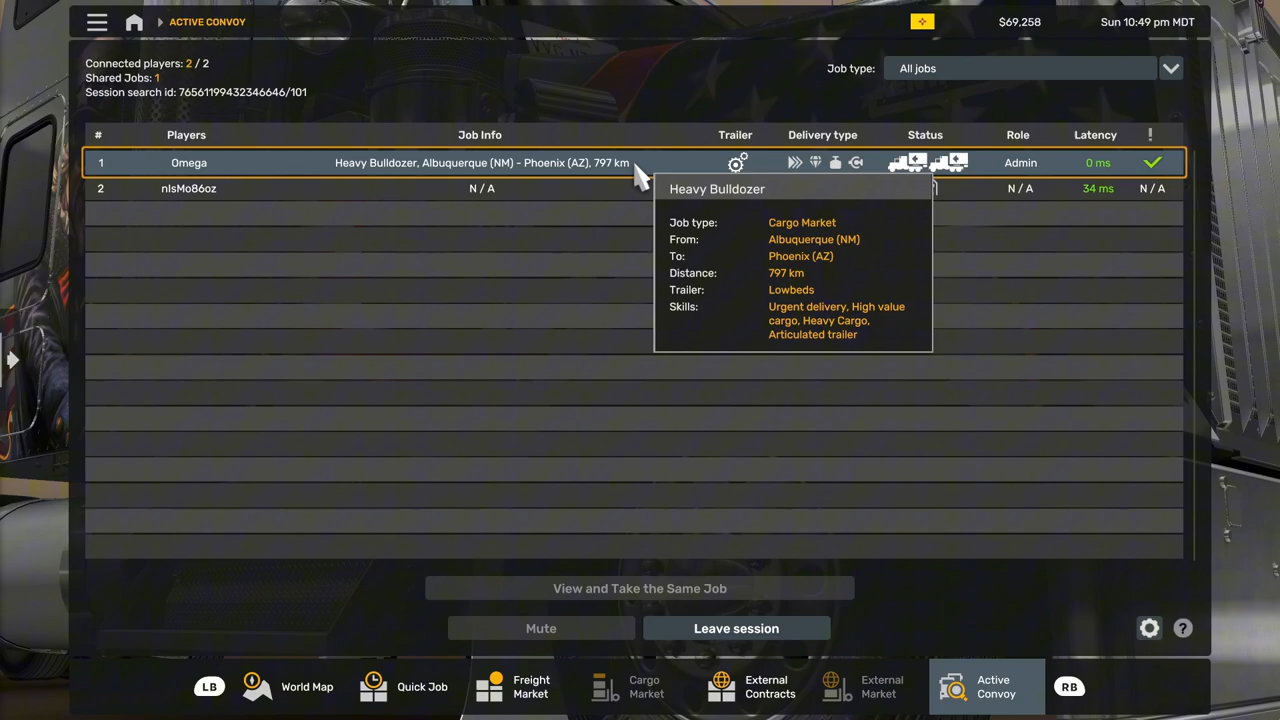 ACTIVE CONVOY
$69,258
Sun 10:49 pm MDT
Connected players: 2 / 2
Shared Jobs: 1
Session search id: 76561199432346646/101
Job type: All jobs
# Players Job Info Trailer Delivery type Status Role Latency !
1 Omega Heavy Bulldozer, Albuquerque (NM) - Phoenix (AZ), 797 km Admin 0 ms
2 nlsMo86oz N / A N / A 34 ms N / A
Heavy Bulldozer
Job type: Cargo Market
From: Albuquerque (NM)
To: Phoenix (AZ)
Distance: 797 km
Trailer: Lowbeds
Skills: Urgent delivery, High value
cargo, Heavy Cargo,
Articulated trailer
View and Take the Same Job
Mute
Leave session
?
LB
World Map
Quick Job
Freight
Market
Cargo
Market
External
Contracts
External
Market
Active
Convoy
RB